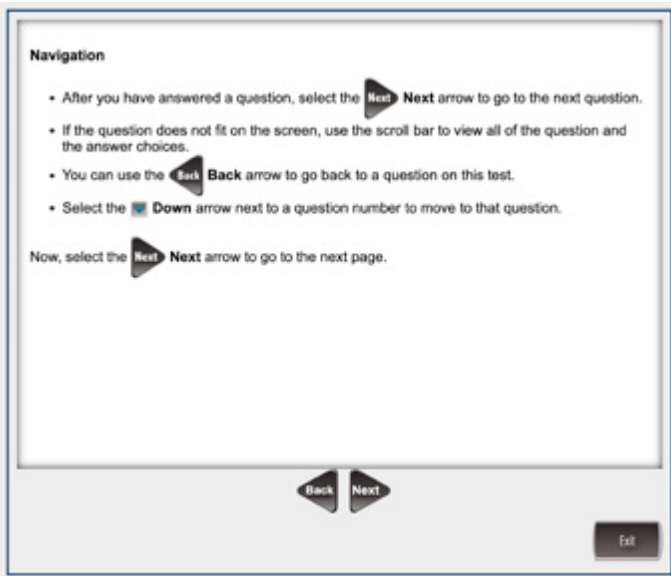 Navigation
• After you have answered a question, select the Next Next arrow to go to the next question.
• If the question does not fit on the screen, use the scroll bar to view all of the question and
the answer choices.
• You can use the Back Back arrow to go back to a question on this test.
• Select the Down arrow next to a question number to move to that question.
Now, select the Next Next arrow to go to the next page.
Back Next
Exit